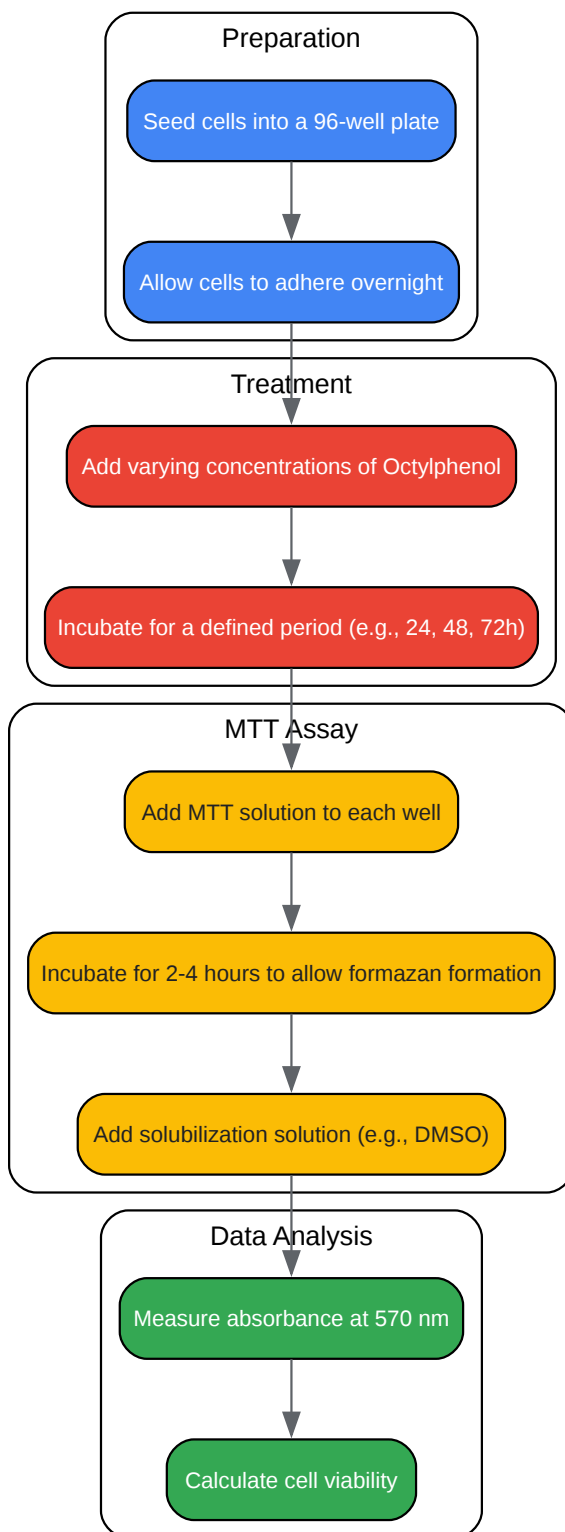 Preparation
Seed cells into a 96-well plate
Allow cells to adhere overnight
Treatment
Add varying concentrations of Octylphenol
Incubate for a defined period (e.g., 24, 48, 72h)
MTT Assay
Add MTT solution to each well
Incubate for 2-4 hours to allow formazan formation
Add solubilization solution (e.g., DMSO)
Data Analysis
Measure absorbance at 570 nm
Calculate cell viability